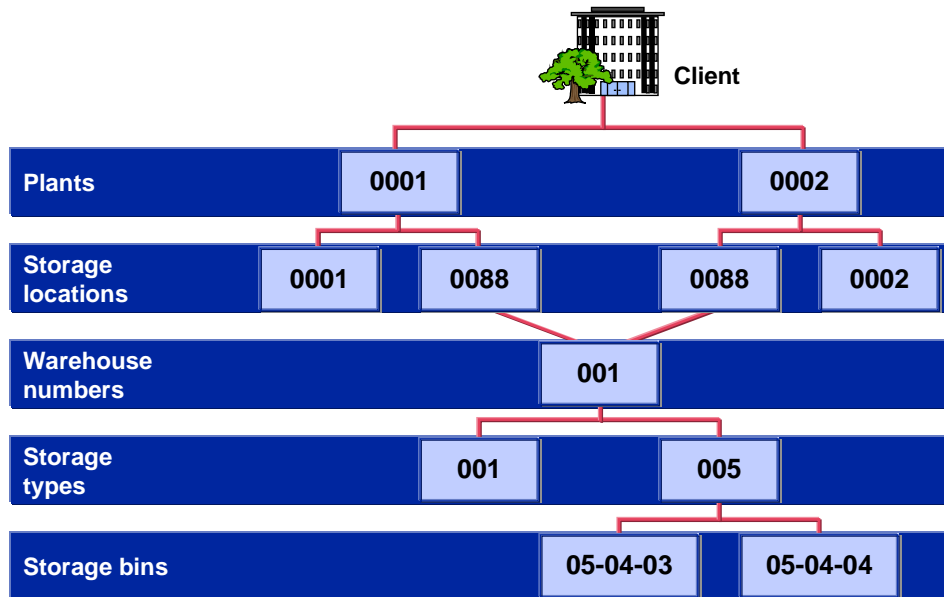 Client
Plants
0001
0002
Storage
locations
0001
0088
0088
0002
Warehouse
numbers
001
Storage
types
001
005
Storage bins
05-04-03
05-04-04